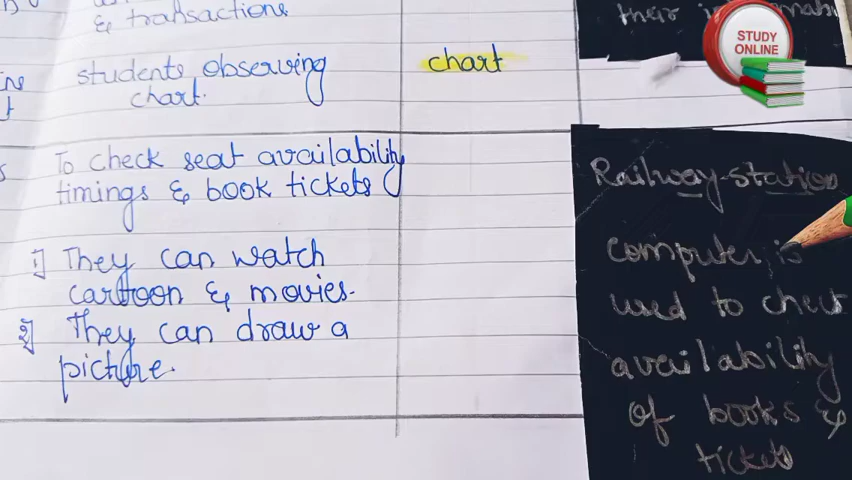 & transactions
students observing
chart.
chart
To check seat availability
timings & book tickets
1] They can watch
cartoon & movies.
2] They can draw a
picture.
their
STUDY
ONLINE
Railway-station
computer is
used to check
availability
of books &
tickets